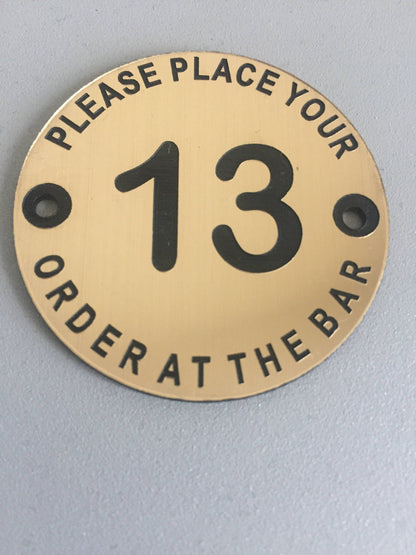 PLEASE PLACE YOUR
13
ORDER AT THE BAR